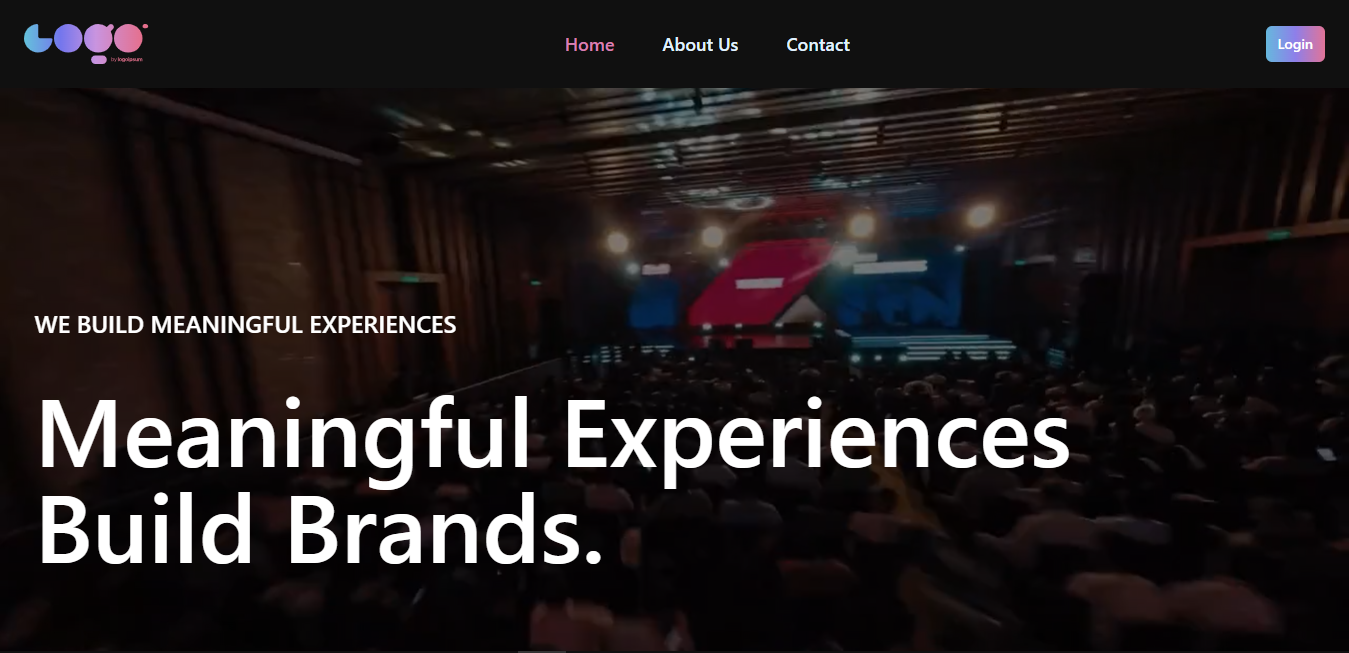 Logo
by logoipsum
Home
About Us
Contact
Login
WE BUILD MEANINGFUL EXPERIENCES
Meaningful Experiences
Build Brands.